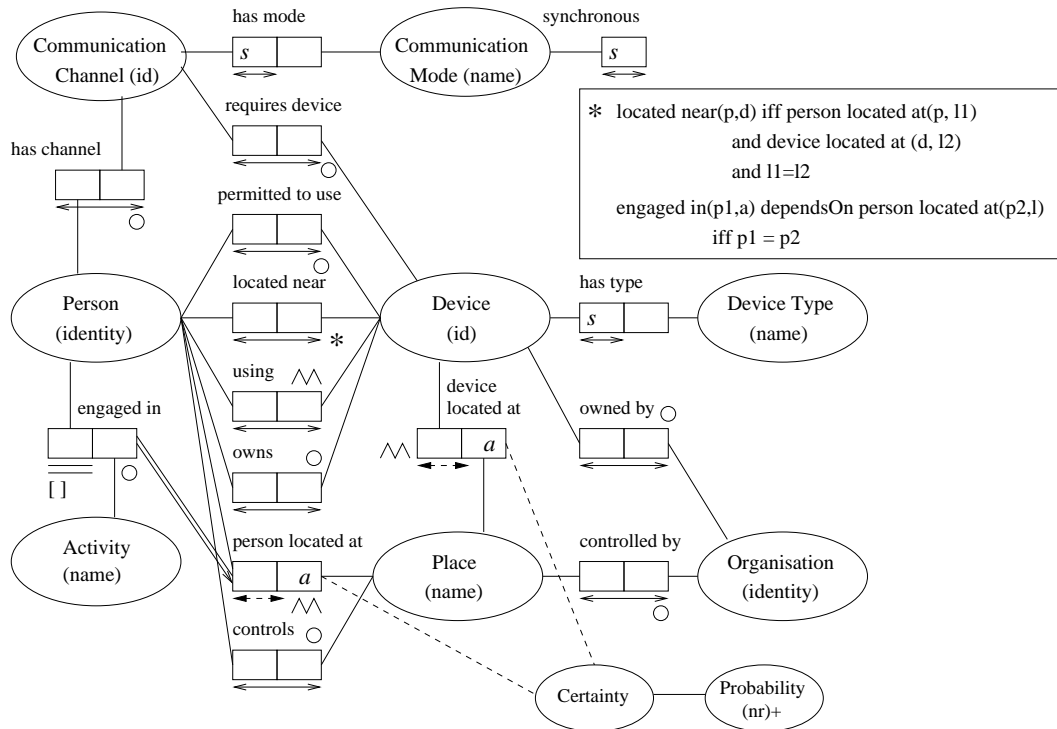 has mode
synchronous
Communication
Channel (id)
s
Communication
Mode (name)
s
requires device
* located near(p,d) iff person located at(p, l1)
and device located at (d, l2)
and l1=l2
engaged in(p1,a) dependsOn person located at(p2,l)
iff p1 = p2
has channel
permitted to use
located near
*
Person
(identity)
Device
(id)
has type
s
Device Type
(name)
using
device
located at
a
engaged in
[ ]
owned by
owns
Activity
(name)
person located at
a
Place
(name)
controlled by
Organisation
(identity)
controls
Certainty
Probability
(nr)+